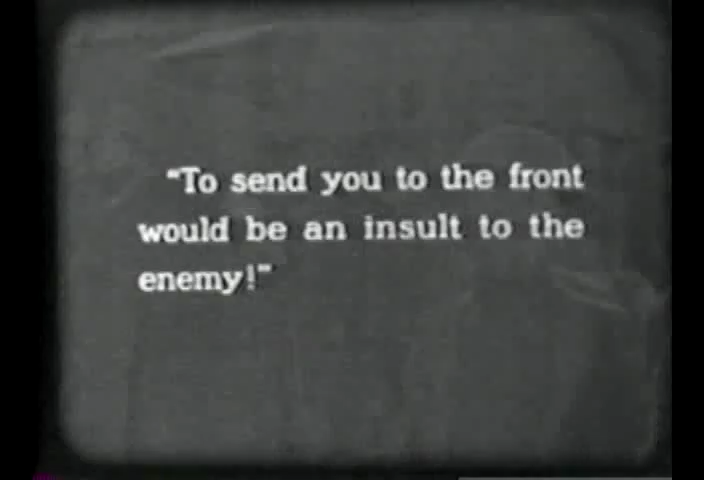 "To send you to the front
would be an insult to the
enemy!"